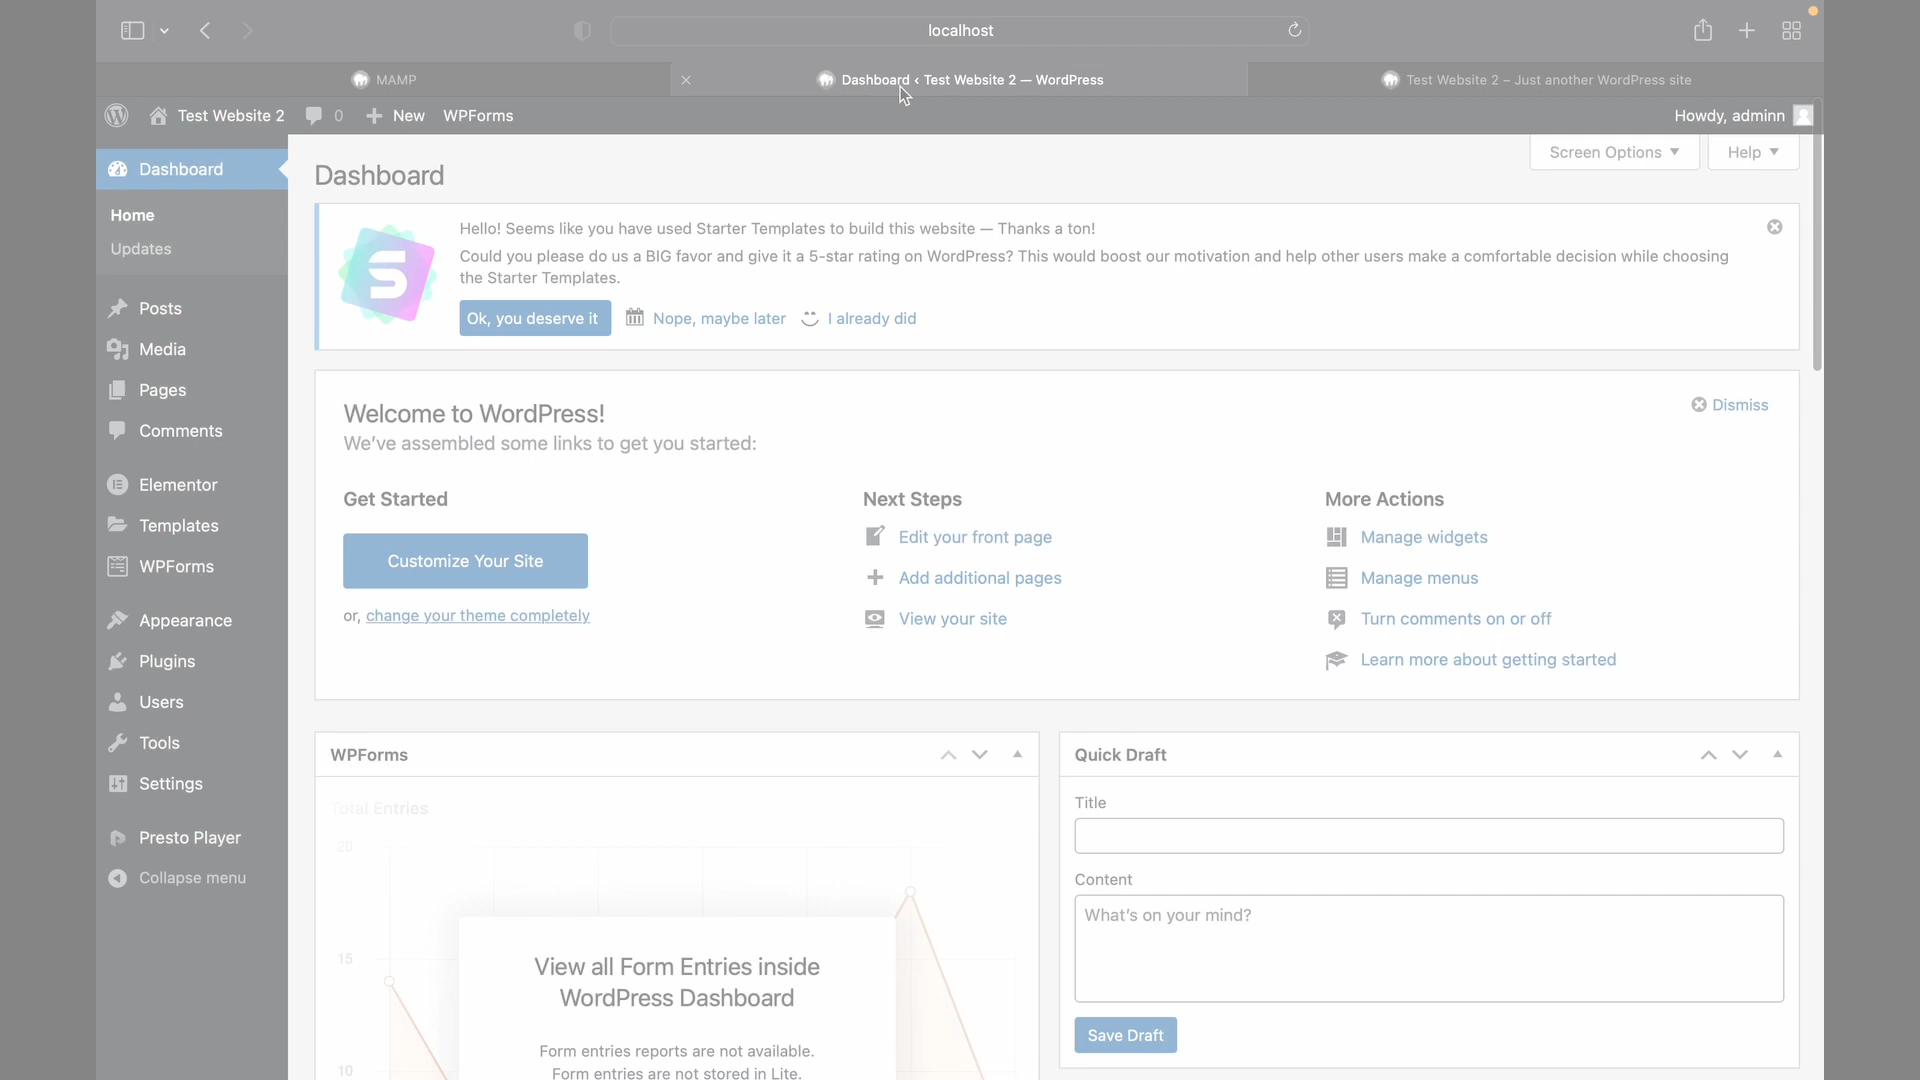 localhost
MAMP
Dashboard ‹ Test Website 2 — WordPress
Test Website 2 – Just another WordPress site
Test Website 2
0
New
WPForms
Howdy, adminn
Dashboard
Home
Updates
Posts
Media
Pages
Comments
Elementor
Templates
WPForms
Appearance
Plugins
Users
Tools
Settings
Presto Player
Collapse menu
Screen Options
Help
Dashboard
Hello! Seems like you have used Starter Templates to build this website — Thanks a ton!
Could you please do us a BIG favor and give it a 5-star rating on WordPress? This would boost our motivation and help other users make a comfortable decision while choosing
the Starter Templates.
Ok, you deserve it
Nope, maybe later
I already did
Welcome to WordPress!
Dismiss
We've assembled some links to get you started:
Get Started
Customize Your Site
or, change your theme completely
Next Steps
Edit your front page
Add additional pages
View your site
More Actions
Manage widgets
Manage menus
Turn comments on or off
Learn more about getting started
WPForms
Total Entries
20
15
10
View all Form Entries inside
WordPress Dashboard
Form entries reports are not available.
Form entries are not stored in Lite.
Quick Draft
Title
Content
What's on your mind?
Save Draft